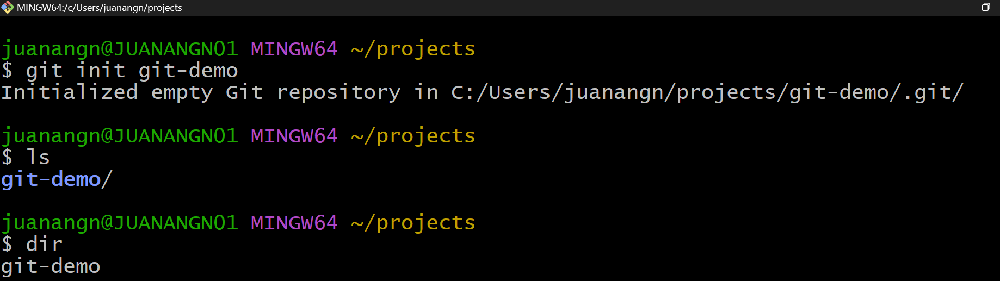 MINGW64:/c/Users/juanangn/projects
juanangn@JUANANGN01 MINGW64 ~/projects
$ git init git-demo
Initialized empty Git repository in C:/Users/juanangn/projects/git-demo/.git/
juanangn@JUANANGN01 MINGW64 ~/projects
$ ls
git-demo/
juanangn@JUANANGN01 MINGW64 ~/projects
$ dir
git-demo